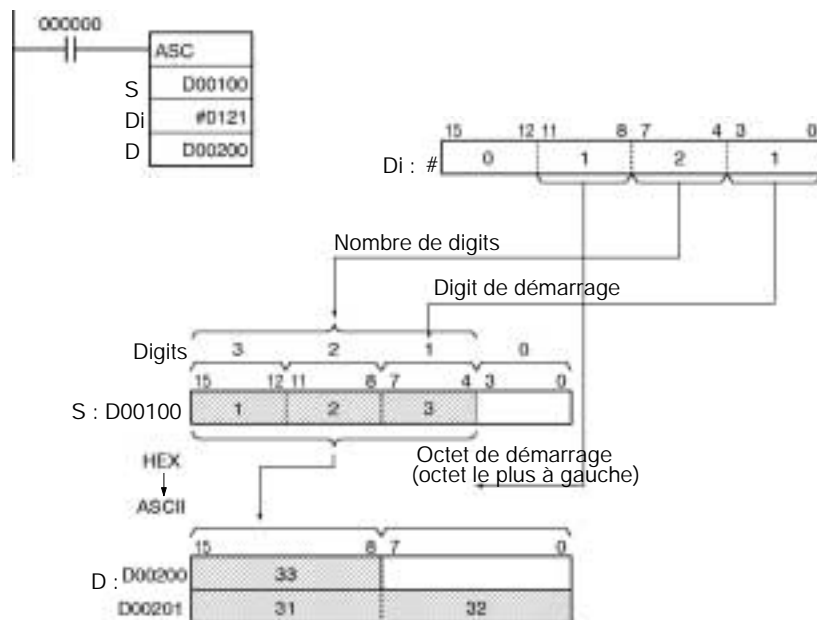 000000
ASC
S D00100
Di #0121
D D00200
15 12 11 8 7 4 3 0
Di : # 0 1 2 1
Nombre de digits
Digit de démarrage
Digits 3 2 1 0
15 12 11 8 7 4 3 0
S : D00100 1 2 3
HEX
ASCII
Octet de démarrage
(octet le plus à gauche)
15 8 7 0
D : D00200 33
D00201 31 32